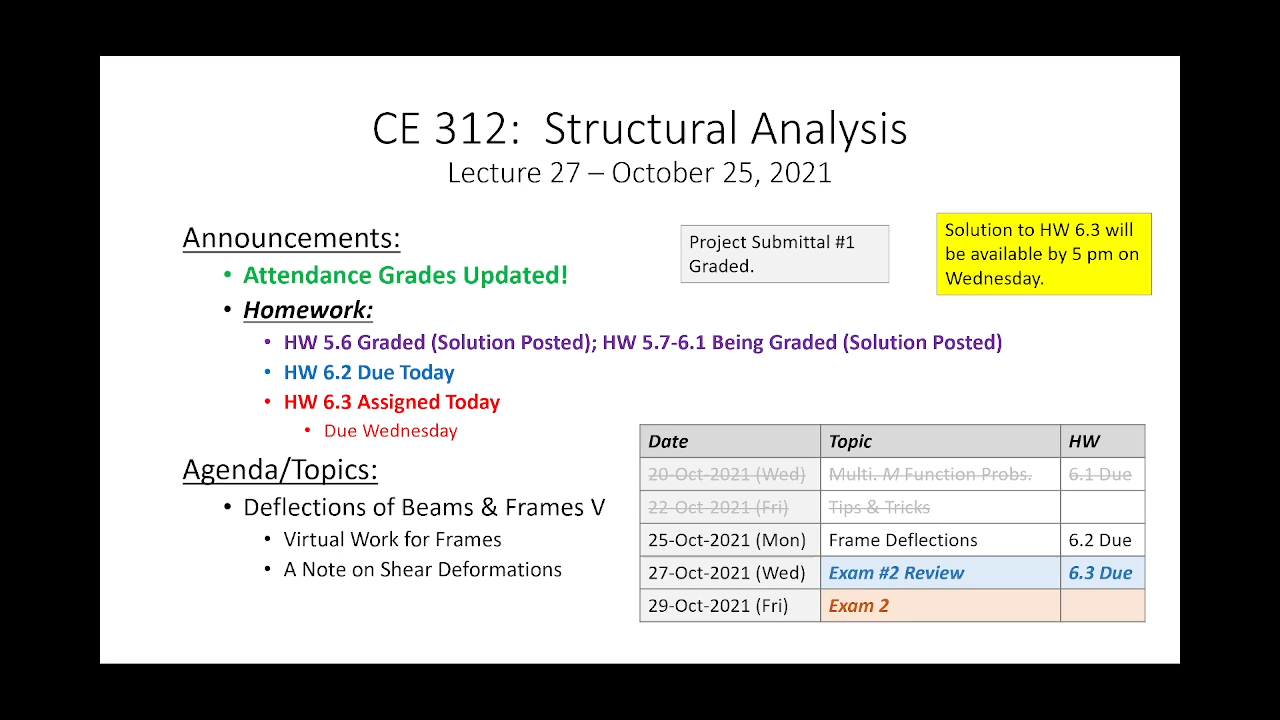 CE 312: Structural Analysis
Lecture 27 – October 25, 2021
Announcements:
• Attendance Grades Updated!
• Homework:
• HW 5.6 Graded (Solution Posted); HW 5.7-6.1 Being Graded (Solution Posted)
• HW 6.2 Due Today
• HW 6.3 Assigned Today
• Due Wednesday
Agenda/Topics:
• Deflections of Beams & Frames V
• Virtual Work for Frames
• A Note on Shear Deformations
Project Submittal #1
Graded.
Solution to HW 6.3 will
be available by 5 pm on
Wednesday.
Date Topic HW
20-Oct-2021 (Wed) Multi. M Function Probs. 6.1 Due
22-Oct-2021 (Fri) Tips & Tricks
25-Oct-2021 (Mon) Frame Deflections 6.2 Due
27-Oct-2021 (Wed) Exam #2 Review 6.3 Due
29-Oct-2021 (Fri) Exam 2